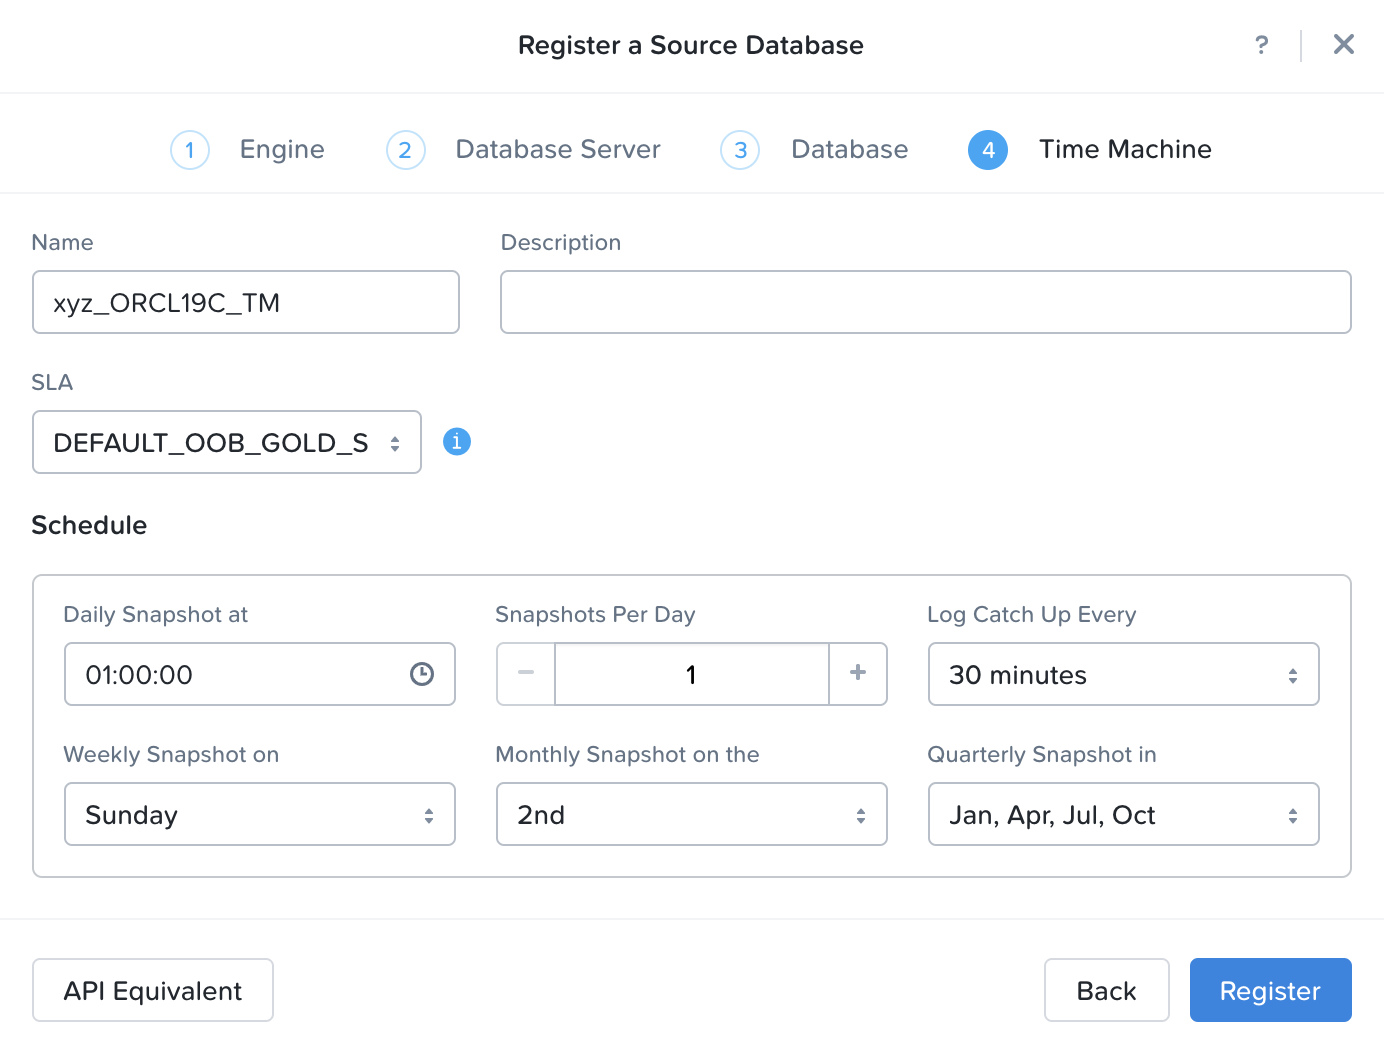 Register a Source Database
?
1 Engine 2 Database Server 3 Database 4 Time Machine
Name Description
xyz_ORCL19C_TM
SLA
DEFAULT_OOB_GOLD_S i
Schedule
Daily Snapshot at Snapshots Per Day Log Catch Up Every
01:00:00 − 1 + 30 minutes
Weekly Snapshot on Monthly Snapshot on the Quarterly Snapshot in
Sunday 2nd Jan, Apr, Jul, Oct
API Equivalent Back Register